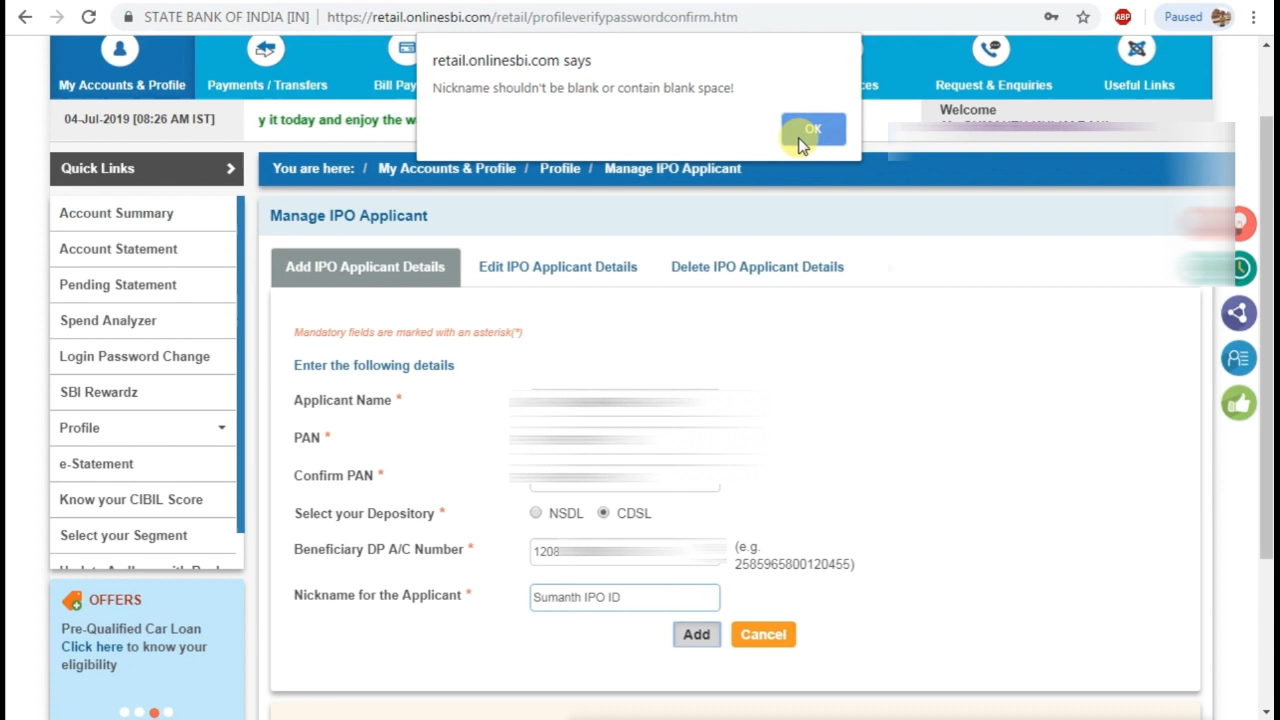 STATE BANK OF INDIA [IN] | https://retail.onlinesbi.com/retail/profileverifypasswordconfirm.htm
ABP
Paused
retail.onlinesbi.com says
Nickname shouldn't be blank or contain blank space!
OK
My Accounts & Profile
Payments / Transfers
Bill Pay
Request & Enquiries
Useful Links
04-Jul-2019 [08:26 AM IST]
y it today and enjoy the w
Welcome
Quick Links
You are here: / My Accounts & Profile / Profile / Manage IPO Applicant
Account Summary
Account Statement
Pending Statement
Spend Analyzer
Login Password Change
SBI Rewardz
Profile
e-Statement
Know your CIBIL Score
Select your Segment
Manage IPO Applicant
Add IPO Applicant Details
Edit IPO Applicant Details
Delete IPO Applicant Details
Mandatory fields are marked with an asterisk(*)
Enter the following details
Applicant Name *
PAN *
Confirm PAN *
Select your Depository *
NSDL
CDSL
Beneficiary DP A/C Number *
1208
(e.g.
2585965800120455)
Nickname for the Applicant *
Sumanth IPO ID
Add
Cancel
OFFERS
Pre-Qualified Car Loan
Click here to know your
eligibility